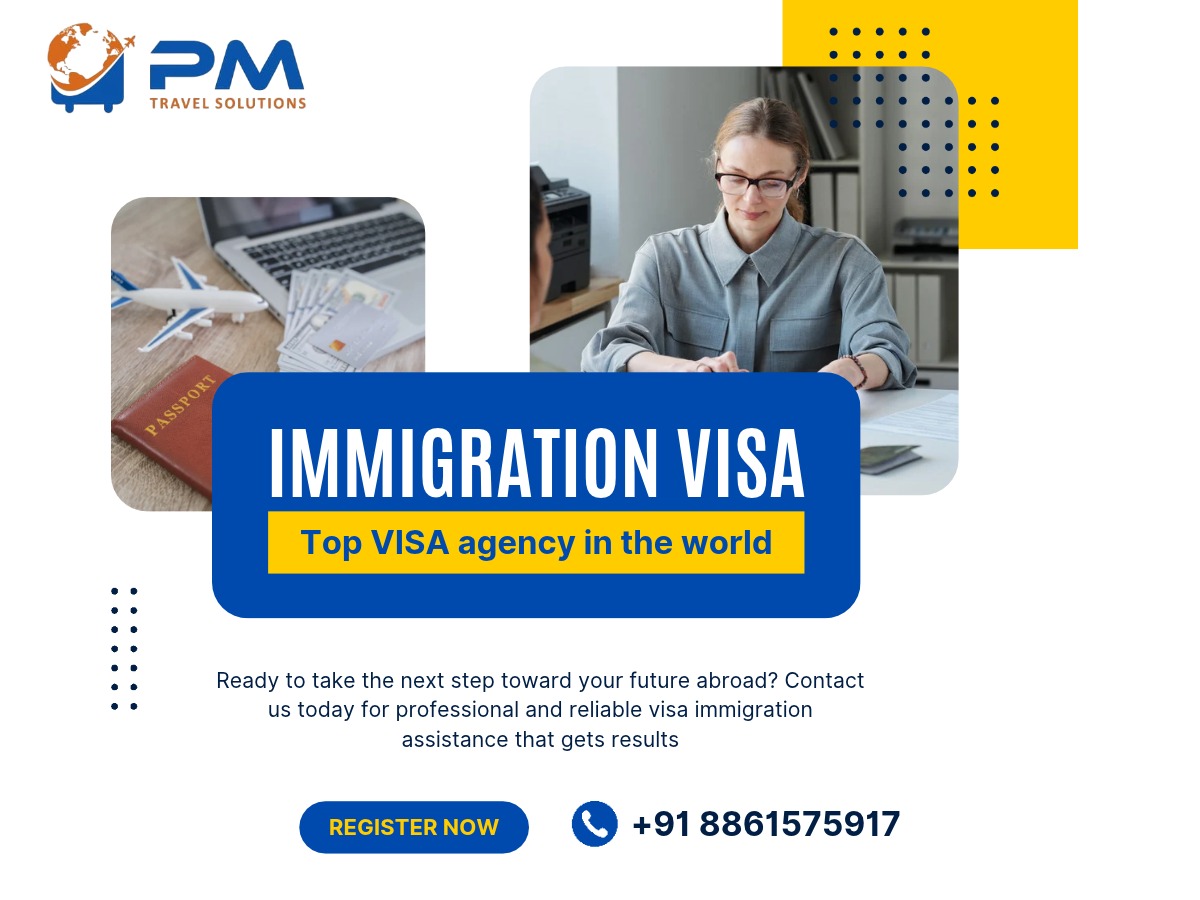 PM
TRAVEL SOLUTIONS
PASSPORT
IMMIGRATION VISA
Top VISA agency in the world
Ready to take the next step toward your future abroad? Contact
us today for professional and reliable visa immigration
assistance that gets results
REGISTER NOW
+91 8861575917